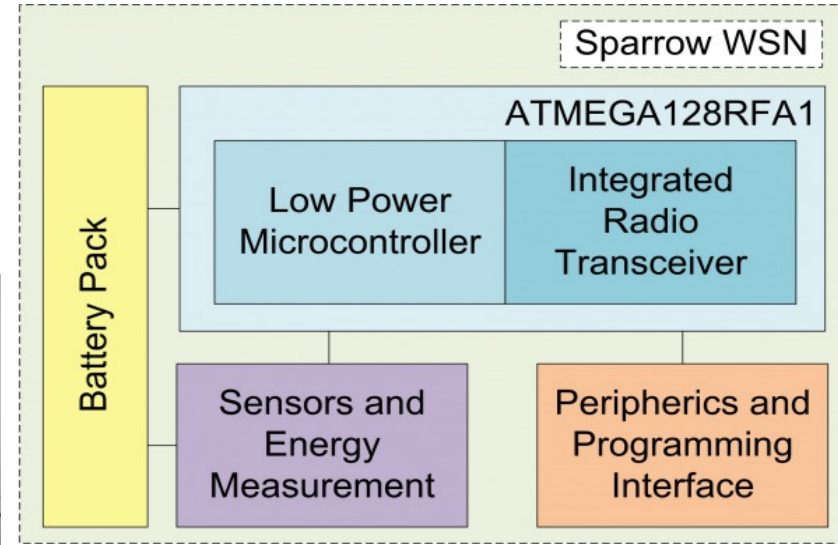 Sparrow WSN
ATMEGA128RFA1
Battery Pack
Low Power
Microcontroller
Integrated
Radio
Transceiver
Sensors and
Energy
Measurement
Peripherics and
Programming
Interface